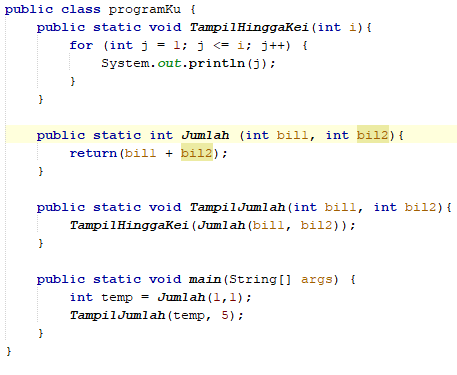 public class programKu {
public static void TampilHinggaKei(int i){
for (int j = 1; j <= i; j++) {
System.out.println(j);
}
}
public static int Jumlah (int bil1, int bil2){
return(bil1 + bil2);
}
public static void TampilJumlah(int bil1, int bil2){
TampilHinggaKei(Jumlah(bil1, bil2));
}
public static void main(String[] args) {
int temp = Jumlah(1,1);
TampilJumlah(temp, 5);
}
}